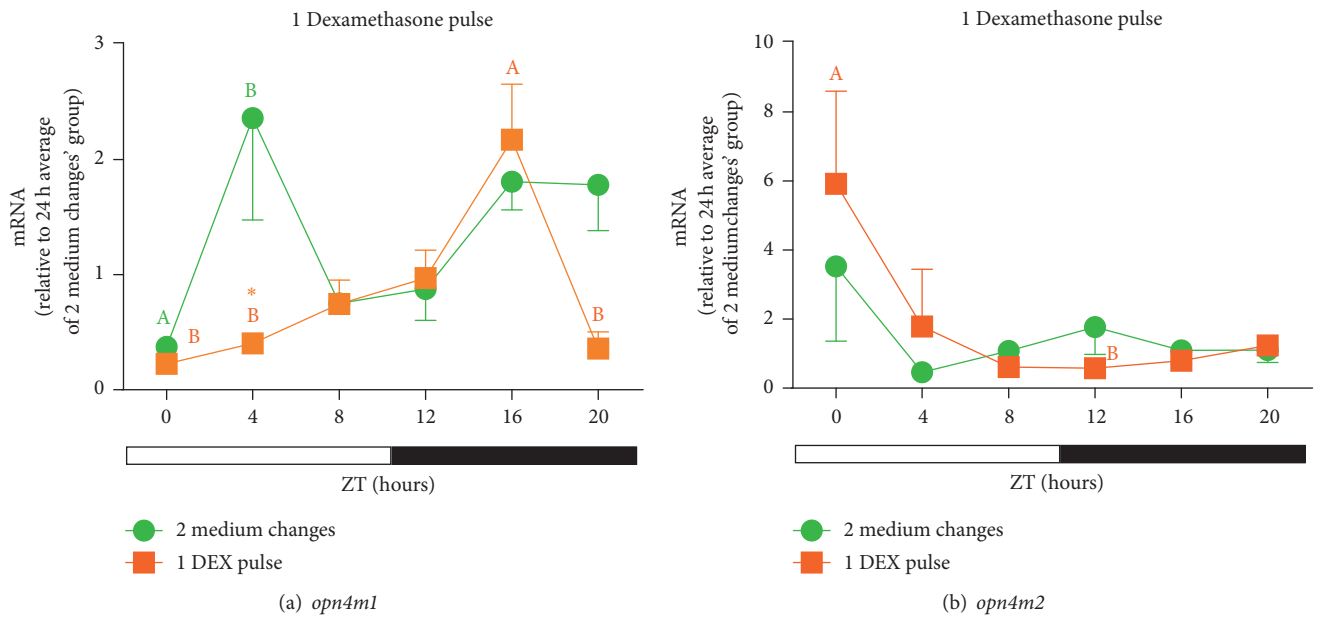 1 Dexamethasone pulse
mRNA
(relative to 24 h average
of 2 medium changes' group)
3
2
1
0
A
B
B
*
B
A
B
0 4 8 12 16 20
ZT (hours)
2 medium changes
1 DEX pulse
(a) opn4m1
1 Dexamethasone pulse
mRNA
(relative to 24 h average
of 2 mediumchanges' group)
10
8
6
4
2
0
A
B
0 4 8 12 16 20
ZT (hours)
2 medium changes
1 DEX pulse
(b) opn4m2